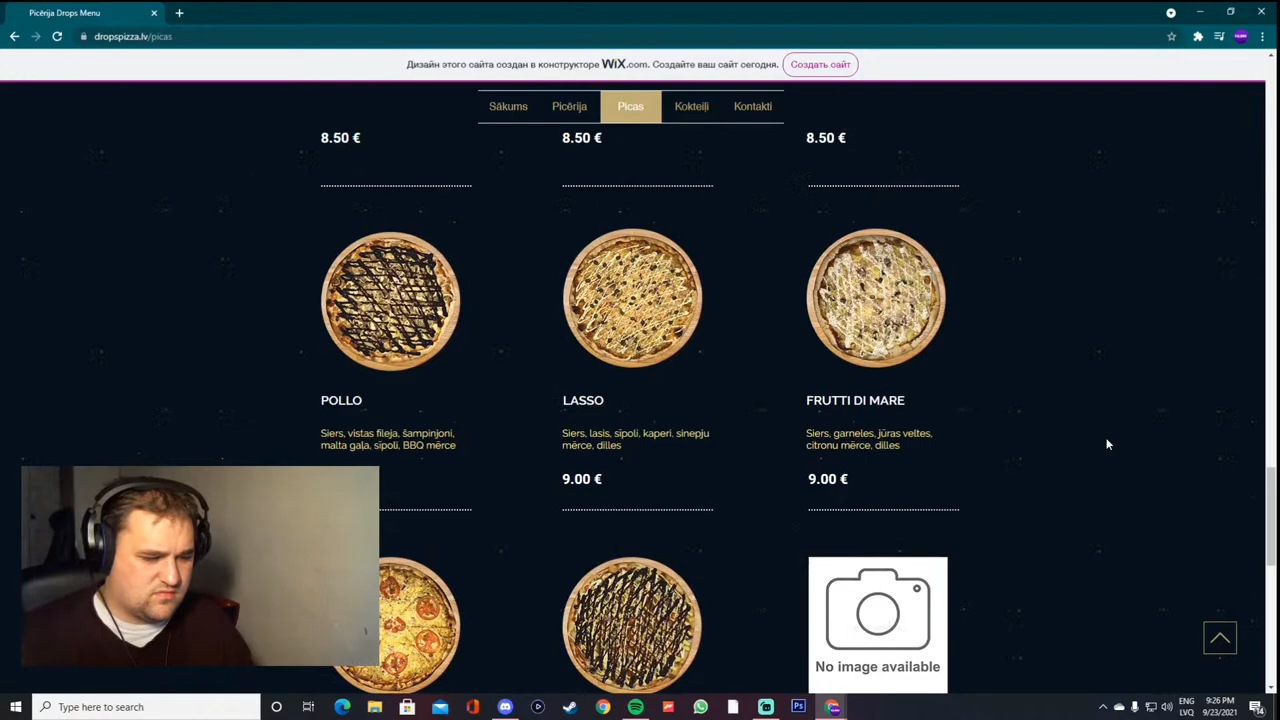 Picērija Drops Menu
dropspizza.lv/picas
Дизайн этого сайта создан в конструкторе WiX.com. Создайте ваш сайт сегодня.
Создать сайт
Sākums Picērija Picas Kokteiļi Kontakti
8.50 € 8.50 € 8.50 €
POLLO
Siers, vistas fileja, šampinjoni,
malta gaļa, sīpoli, BBQ mērce
LASSO
Siers, lasis, sīpoli, kaperi, sinepju
mērce, dilles
9.00 €
FRUTTI DI MARE
Siers, garneles, jūras veltes,
citronu mērce, dilles
9.00 €
No image available
Type here to search
ENG
LVQ
9:26 PM
9/23/2021